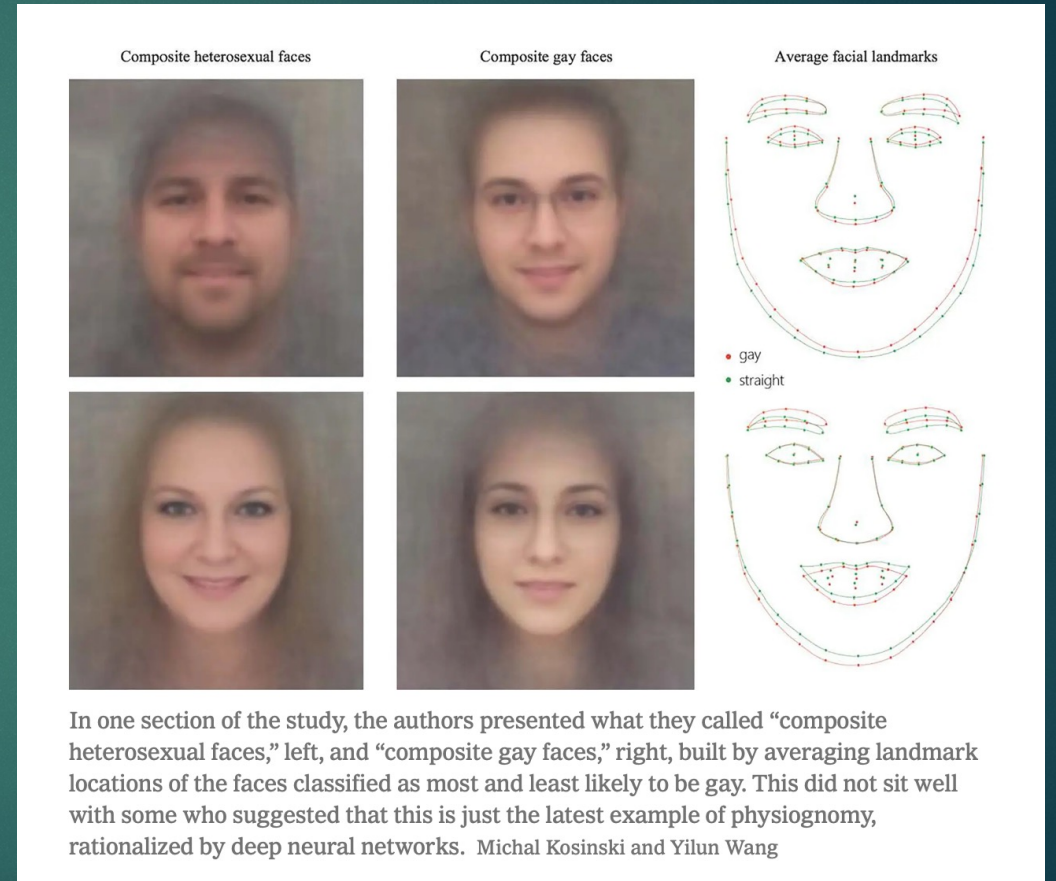 Composite heterosexual faces
Composite gay faces
Average facial landmarks
gay
straight
In one section of the study, the authors presented what they called “composite
heterosexual faces,” left, and “composite gay faces,” right, built by averaging landmark
locations of the faces classified as most and least likely to be gay. This did not sit well
with some who suggested that this is just the latest example of physiognomy,
rationalized by deep neural networks. Michal Kosinski and Yilun Wang